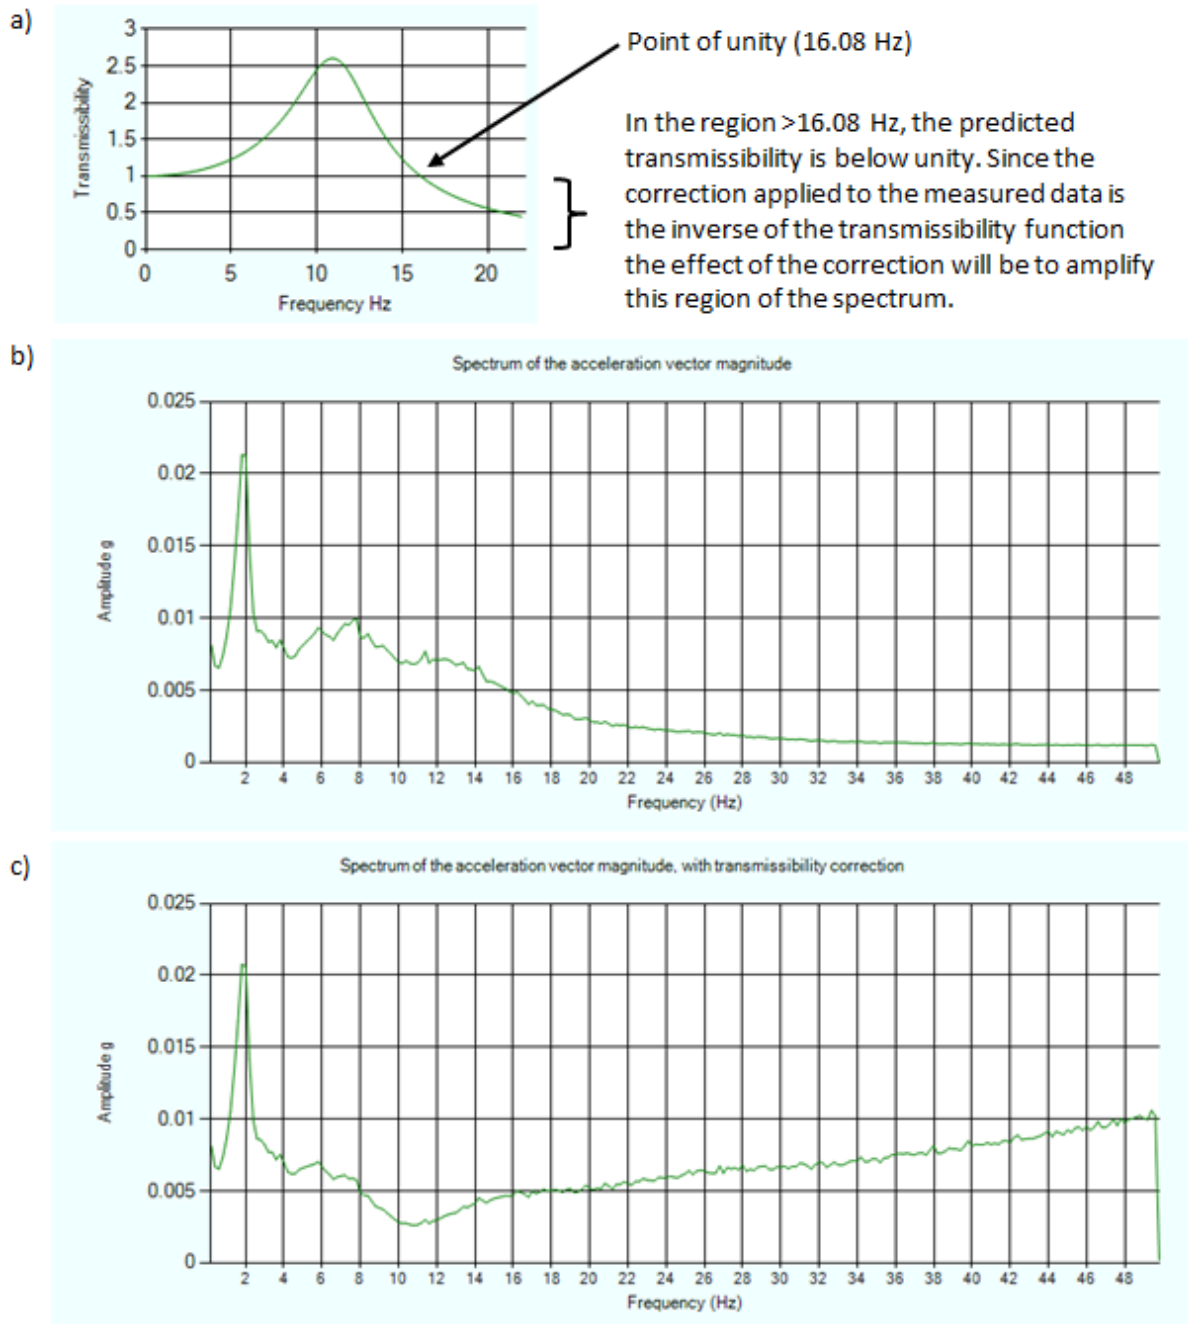 a)
Point of unity (16.08 Hz)
In the region >16.08 Hz, the predicted
transmissibility is below unity. Since the
correction applied to the measured data is
the inverse of the transmissibility function
the effect of the correction will be to amplify
this region of the spectrum.
Transmissibility
3
2.5
2
1.5
1
0.5
0
0 5 10 15 20
Frequency Hz
b)
Spectrum of the acceleration vector magnitude
Amplitude g
0.025
0.02
0.015
0.01
0.005
0
2 4 6 8 10 12 14 16 18 20 22 24 26 28 30 32 34 36 38 40 42 44 46 48
Frequency (Hz)
c)
Spectrum of the acceleration vector magnitude, with transmissibility correction
Amplitude g
0.025
0.02
0.015
0.01
0.005
0
2 4 6 8 10 12 14 16 18 20 22 24 26 28 30 32 34 36 38 40 42 44 46 48
Frequency (Hz)